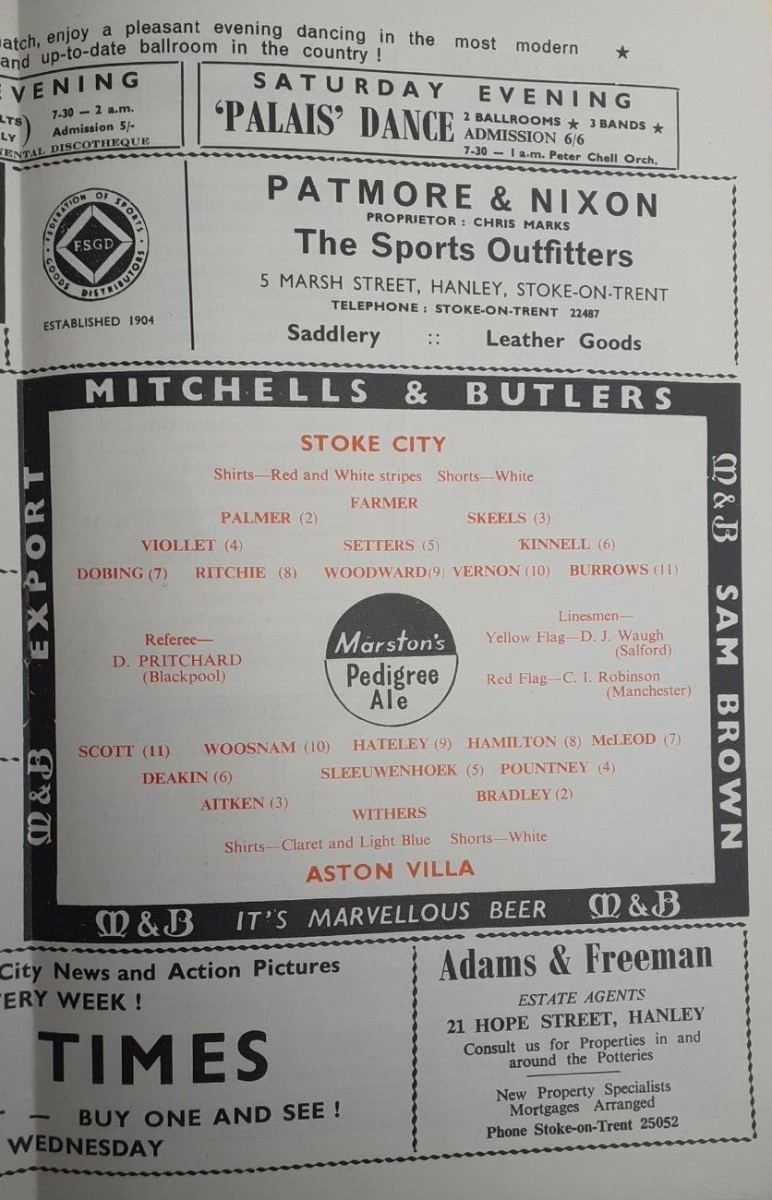 atch, enjoy a pleasant evening dancing in the most modern ★
and up-to-date ballroom in the country !
EVENING
LTS)
LY
7-30 — 2 a.m.
Admission 5/-
ENTAL DISCOTHEQUE
SATURDAY EVENING
'PALAIS' DANCE
2 BALLROOMS ★ 3 BANDS ★
ADMISSION 6/6
7-30 — 1 a.m. Peter Chell Orch.
FEDERATION OF SPORTS
F.S.G.D
GOODS DISTRIBUTORS
ESTABLISHED 1904
PATMORE & NIXON
PROPRIETOR : CHRIS MARKS
The Sports Outfitters
5 MARSH STREET, HANLEY, STOKE-ON-TRENT
TELEPHONE : STOKE-ON-TRENT 22487
Saddlery :: Leather Goods
MITCHELLS & BUTLERS
M&B EXPORT
M&B SAM BROWN
STOKE CITY
Shirts—Red and White stripes Shorts—White
FARMER
PALMER (2) SKEELS (3)
VIOLLET (4) SETTERS (5) KINNELL (6)
DOBING (7) RITCHIE (8) WOODWARD(9) VERNON (10) BURROWS (11)
Referee—
D. PRITCHARD
(Blackpool)
Marston's
Pedigree
Ale
Linesmen—
Yellow Flag—D. J. Waugh
(Salford)
Red Flag—C. I. Robinson
(Manchester)
SCOTT (11) WOOSNAM (10) HATELEY (9) HAMILTON (8) McLEOD (7)
DEAKIN (6) SLEEUWENHOEK (5) POUNTNEY (4)
AITKEN (3) BRADLEY (2)
WITHERS
Shirts—Claret and Light Blue Shorts—White
ASTON VILLA
M&B IT'S MARVELLOUS BEER M&B
City News and Action Pictures
ERY WEEK !
TIMES
— BUY ONE AND SEE !
WEDNESDAY
Adams & Freeman
ESTATE AGENTS
21 HOPE STREET, HANLEY
Consult us for Properties in and
around the Potteries
New Property Specialists
Mortgages Arranged
Phone Stoke-on-Trent 25052